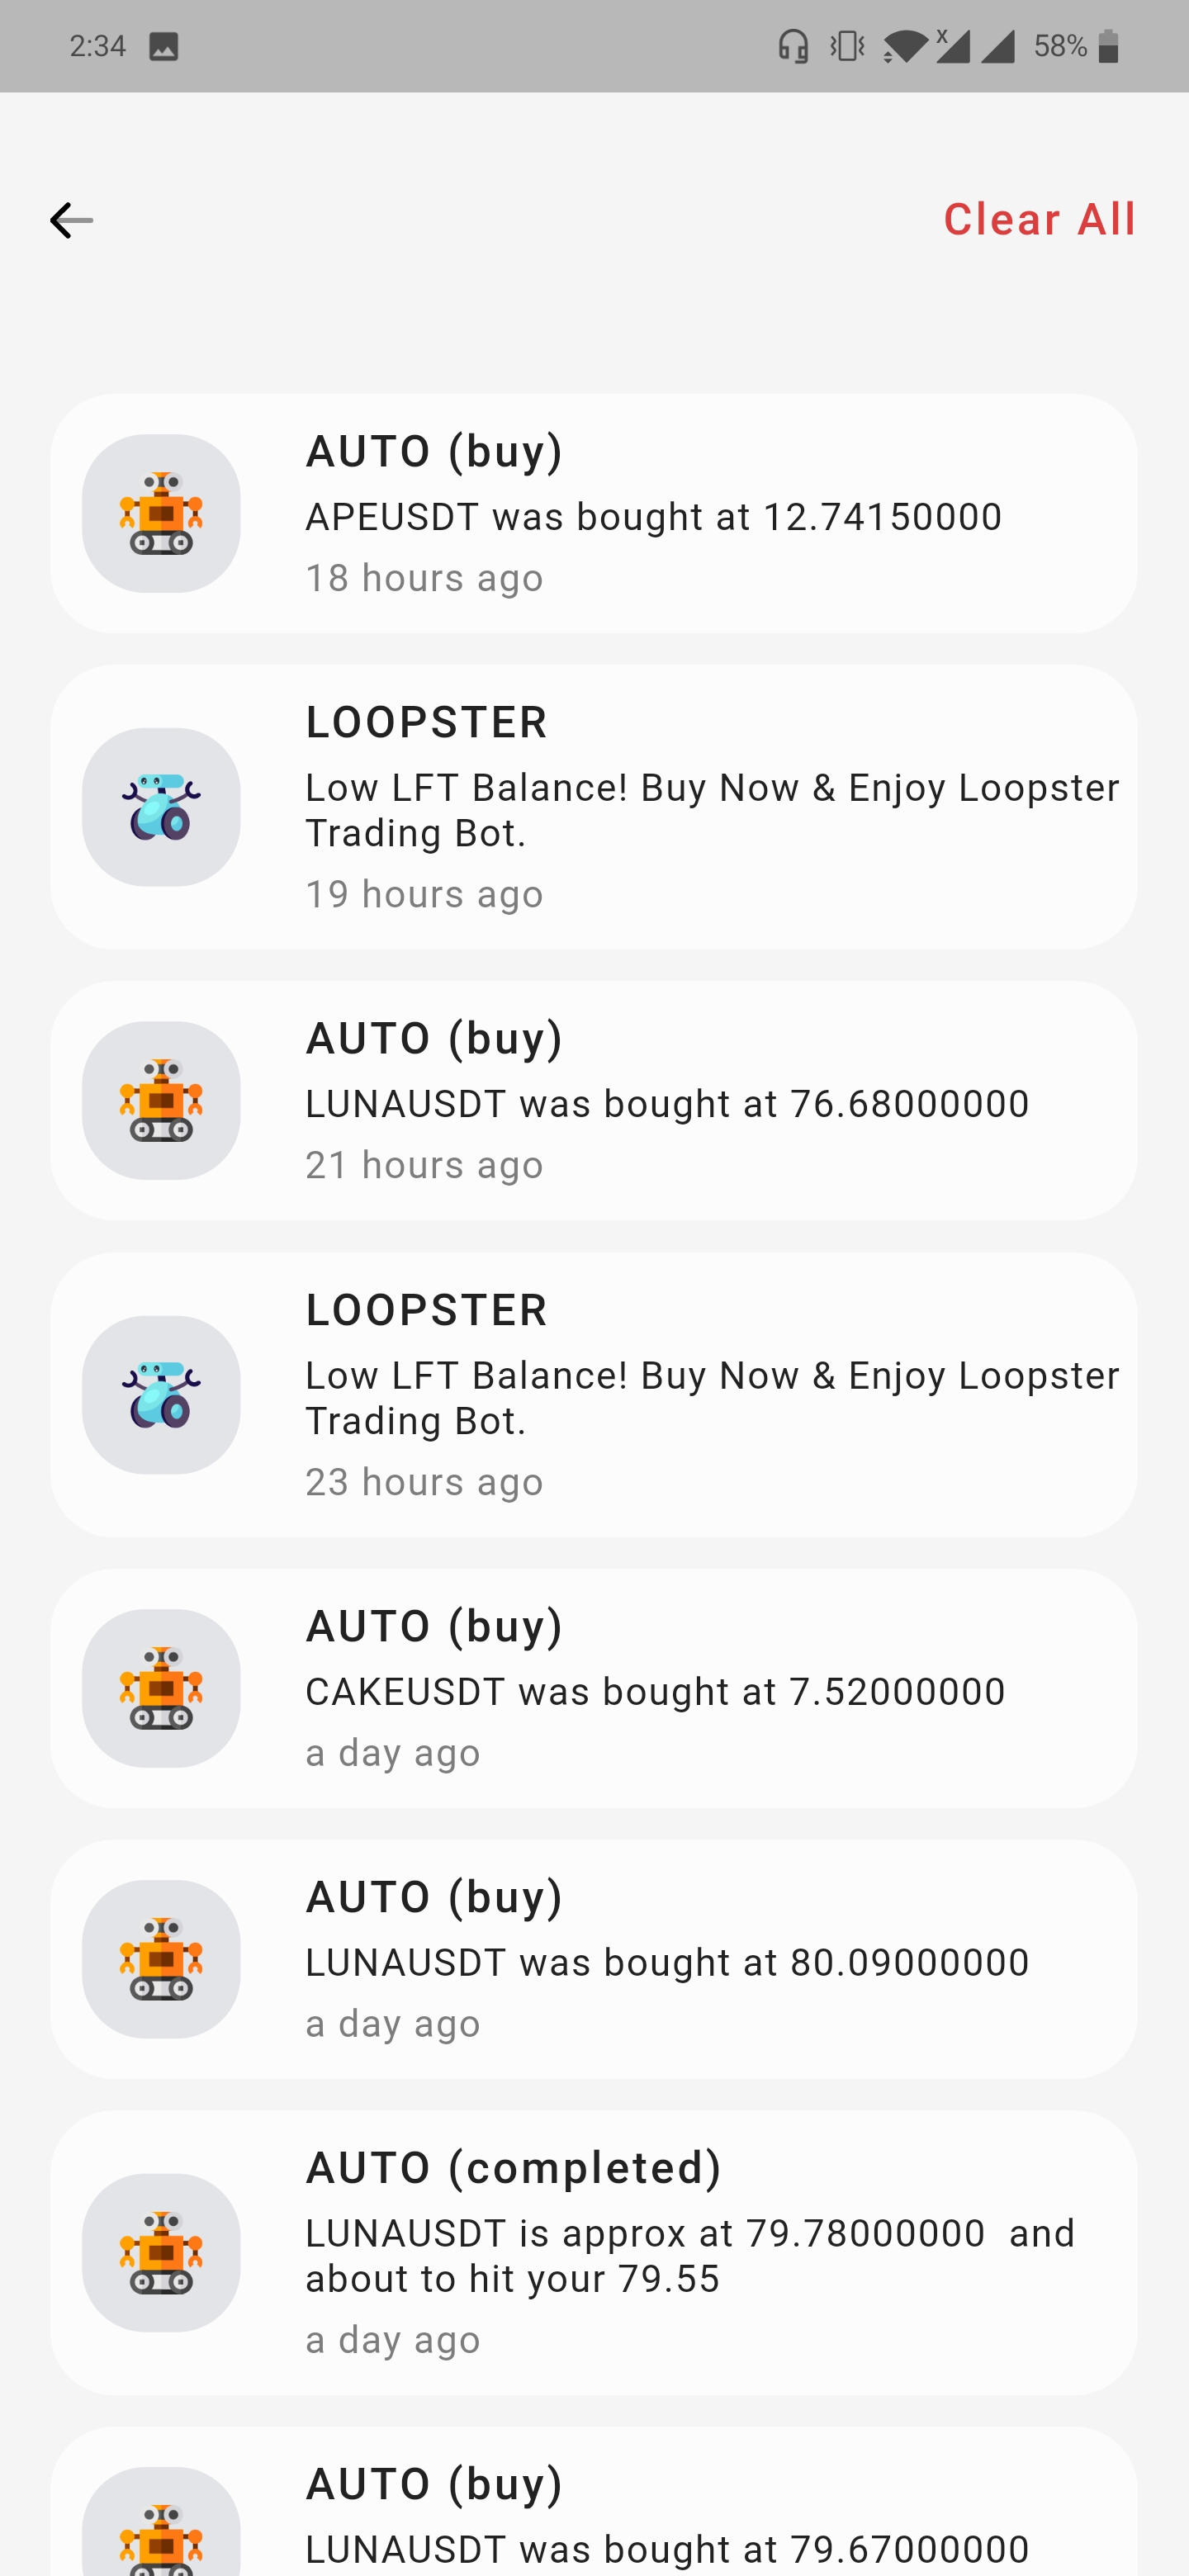 2:34
x
58%
Clear All
AUTO (buy)
APEUSDT was bought at 12.74150000
18 hours ago
LOOPSTER
Low LFT Balance! Buy Now & Enjoy Loopster
Trading Bot.
19 hours ago
AUTO (buy)
LUNAUSDT was bought at 76.68000000
21 hours ago
LOOPSTER
Low LFT Balance! Buy Now & Enjoy Loopster
Trading Bot.
23 hours ago
AUTO (buy)
CAKEUSDT was bought at 7.52000000
a day ago
AUTO (buy)
LUNAUSDT was bought at 80.09000000
a day ago
AUTO (completed)
LUNAUSDT is approx at 79.78000000  and
about to hit your 79.55
a day ago
AUTO (buy)
LUNAUSDT was bought at 79.67000000